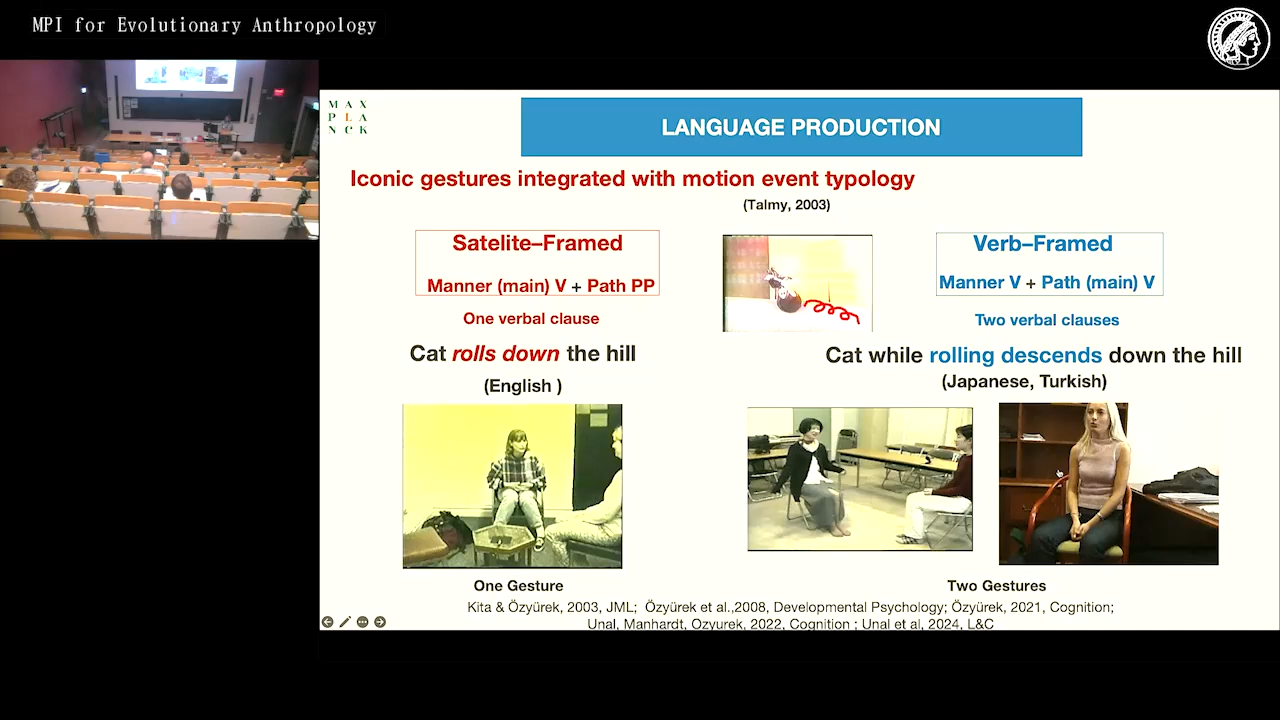 MPI for Evolutionary Anthropology
MAX
PLA
NCK
LANGUAGE PRODUCTION
Iconic gestures integrated with motion event typology
(Talmy, 2003)
Satelite–Framed
Manner (main) V + Path PP
One verbal clause
Cat rolls down the hill
(English )
One Gesture
Verb–Framed
Manner V + Path (main) V
Two verbal clauses
Cat while rolling descends down the hill
(Japanese, Turkish)
Two Gestures
Kita & Özyürek, 2003, JML; Özyürek et al.,2008, Developmental Psychology; Özyürek, 2021, Cognition;
Unal, Manhardt, Ozyurek, 2022, Cognition ; Unal et al, 2024, L&C